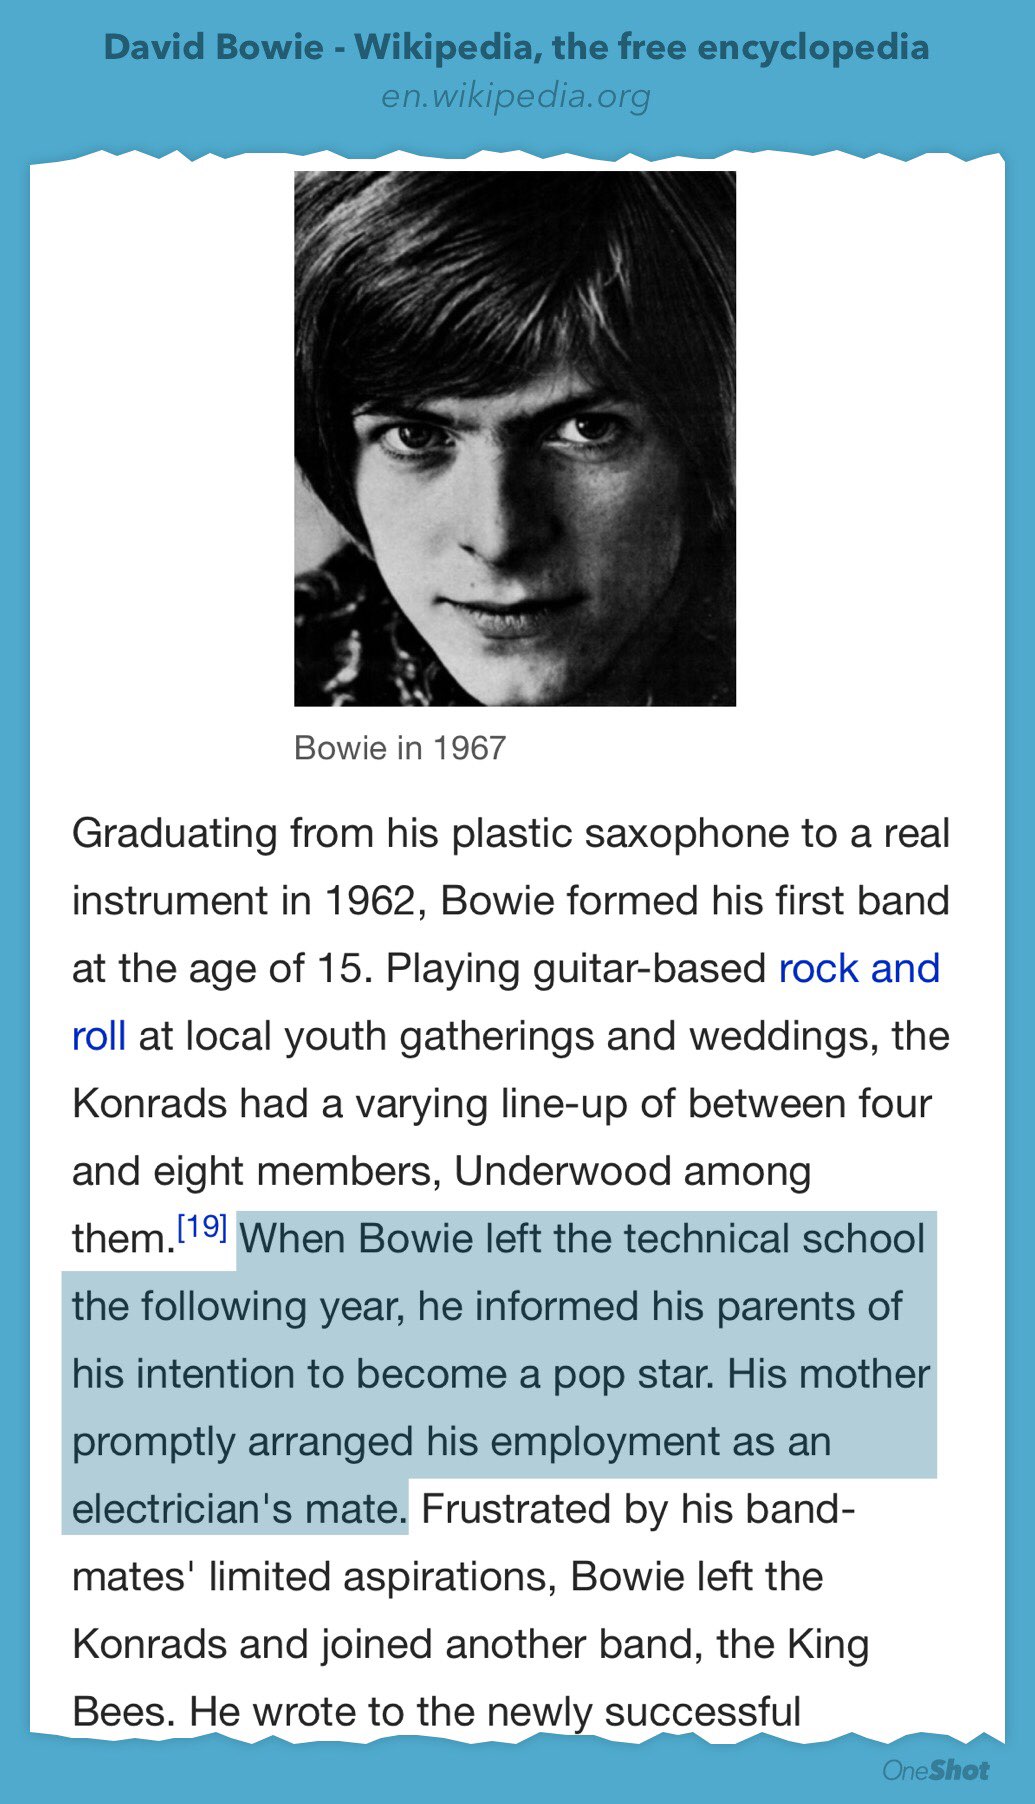 David Bowie - Wikipedia, the free encyclopedia
en.wikipedia.org
Bowie in 1967
Graduating from his plastic saxophone to a real
instrument in 1962, Bowie formed his first band
at the age of 15. Playing guitar-based rock and
roll at local youth gatherings and weddings, the
Konrads had a varying line-up of between four
and eight members, Underwood among
them.[19] When Bowie left the technical school
the following year, he informed his parents of
his intention to become a pop star. His mother
promptly arranged his employment as an
electrician's mate. Frustrated by his band-
mates' limited aspirations, Bowie left the
Konrads and joined another band, the King
Bees. He wrote to the newly successful
OneShot